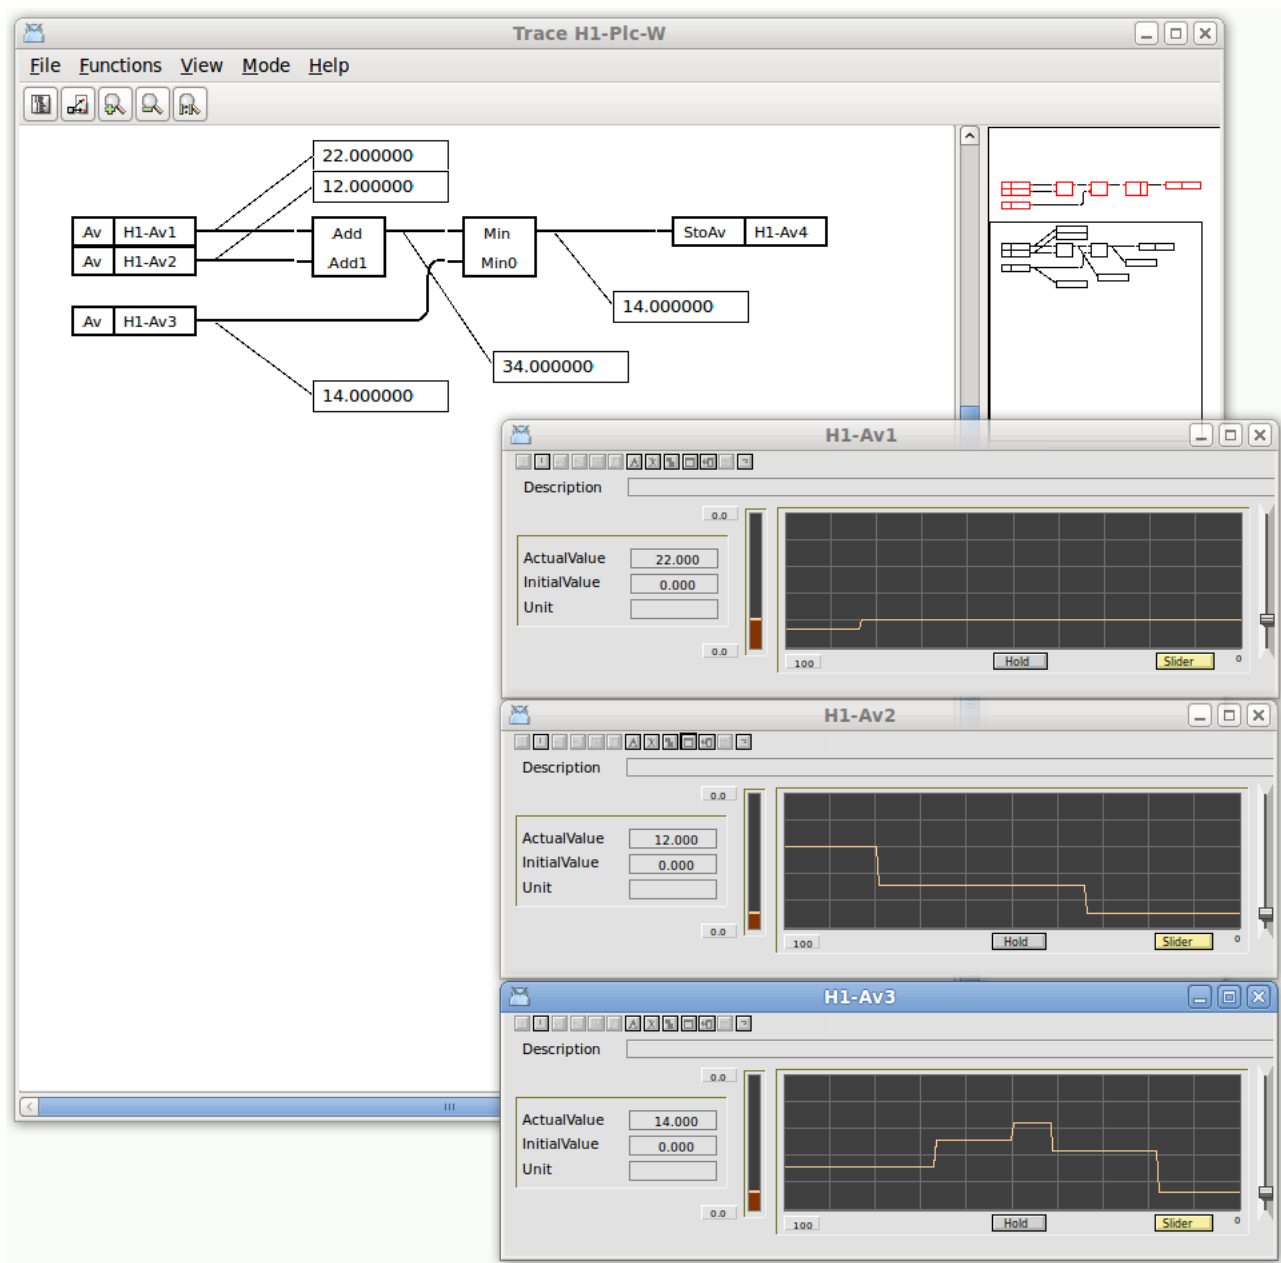 Trace H1-Plc-W
File Functions View Mode Help
22.000000
12.000000
Av H1-Av1
Add
Min
StoAv H1-Av4
Av H1-Av2
Add1
Min0
14.000000
Av H1-Av3
34.000000
14.000000
H1-Av1
Description
0.0
ActualValue 22.000
InitialValue 0.000
Unit
0.0
100
Hold
Slider
0
H1-Av2
Description
0.0
ActualValue 12.000
InitialValue 0.000
Unit
0.0
100
Hold
Slider
0
H1-Av3
Description
0.0
ActualValue 14.000
InitialValue 0.000
Unit
0.0
100
Hold
Slider
0